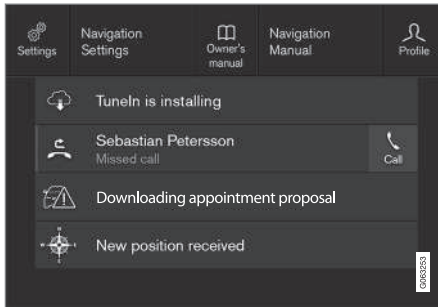 Settings
Navigation
Settings
Owner's
manual
Navigation
Manual
Profile
TuneIn is installing
Sebastian Petersson
Missed call
Call
Downloading appointment proposal
New position received
G063253